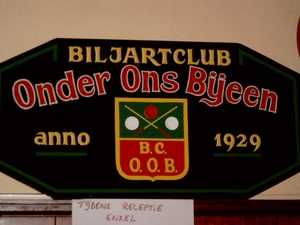 BILJARTCLUB
Onder Ons Bijeen
anno 1929
B.C.
O.O.B.
TIJDENS RECEPTIE
ENKEL